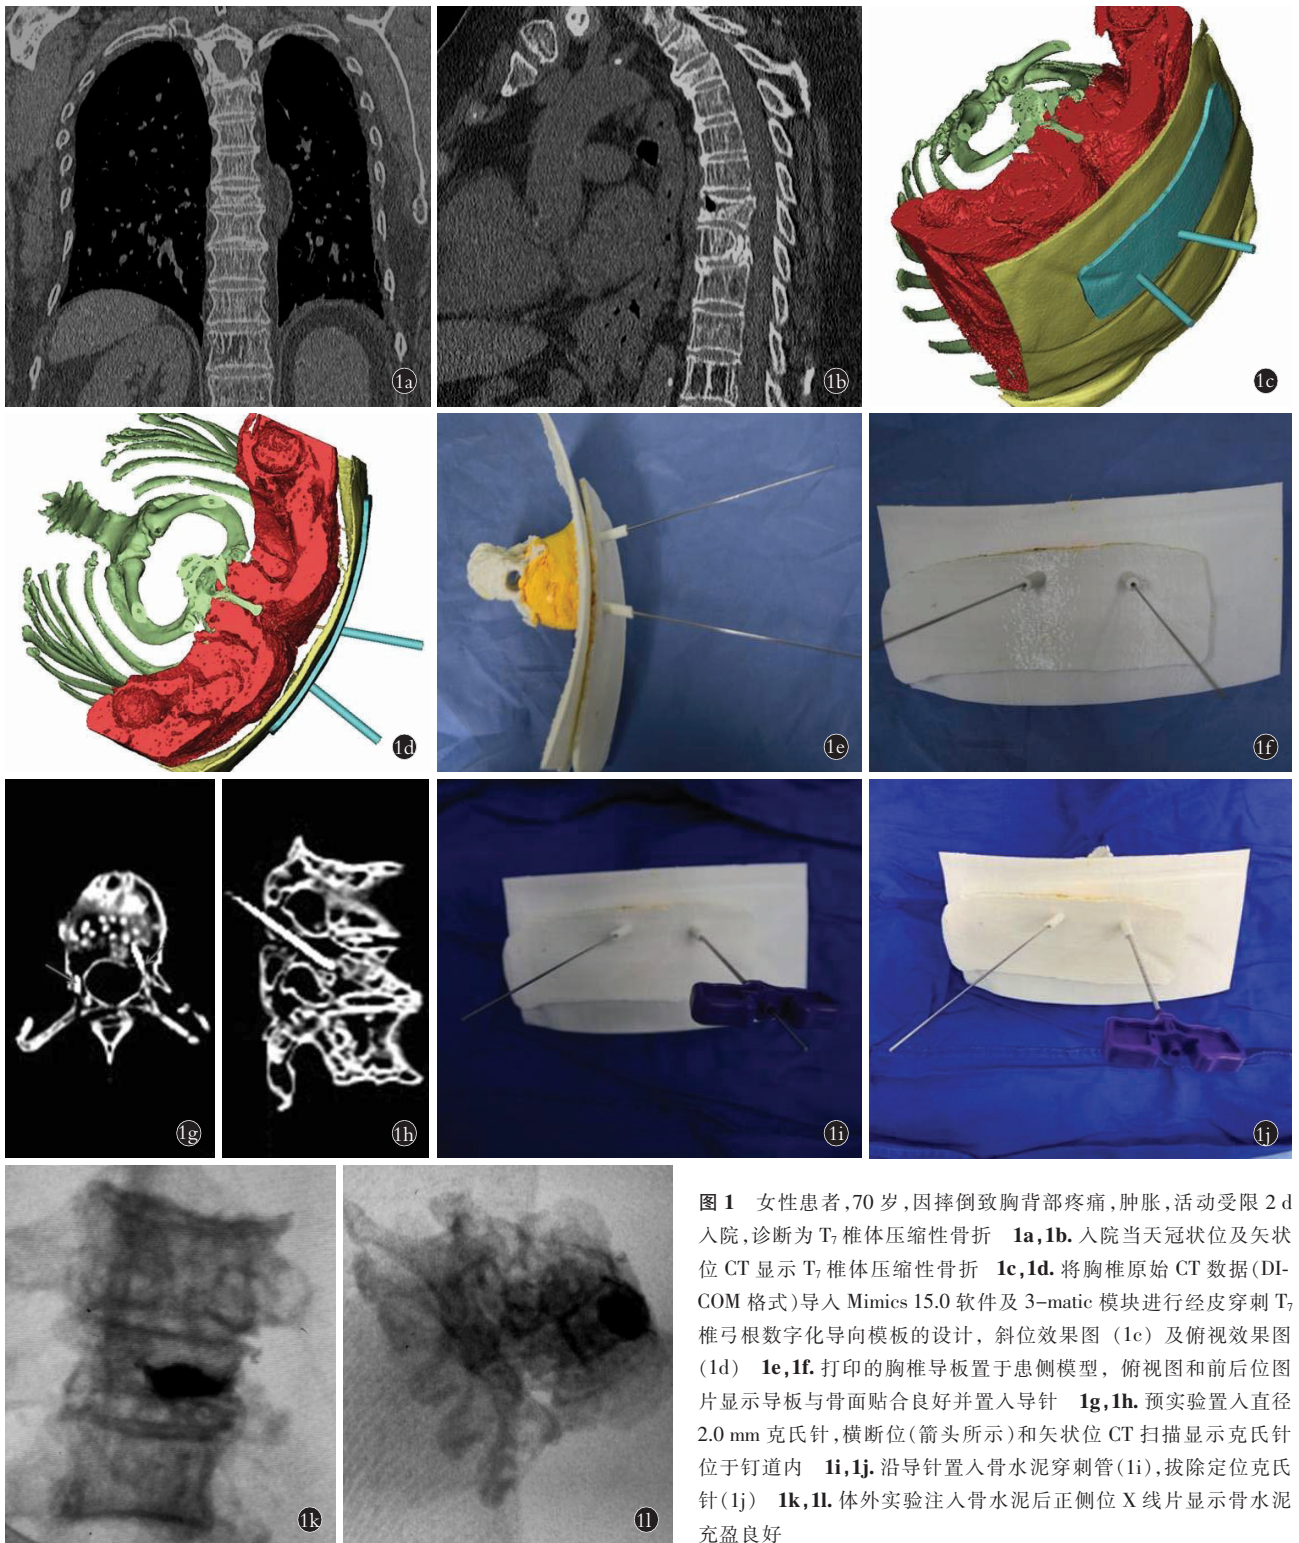 1a
1b
1c
1d
1e
1f
1g
1h
1i
1j
1k
1l
图 1 女性患者,70 岁,因摔倒致胸背部疼痛,肿胀,活动受限 2 d
入院,诊断为 T₇ 椎体压缩性骨折 1a,1b. 入院当天冠状位及矢状
位 CT 显示 T₇ 椎体压缩性骨折 1c,1d. 将胸椎原始 CT 数据(DI-
COM 格式)导入 Mimics 15.0 软件及 3-matic 模块进行经皮穿刺 T₇
椎弓根数字化导向模板的设计, 斜位效果图 (1c) 及俯视效果图
(1d) 1e,1f. 打印的胸椎导板置于患侧模型, 俯视图和前后位图
片显示导板与骨面贴合良好并置入导针 1g,1h. 预实验置入直径
2.0 mm 克氏针,横断位(箭头所示)和矢状位 CT 扫描显示克氏针
位于钉道内 1i,1j. 沿导针置入骨水泥穿刺管(1i),拔除定位克氏
针(1j) 1k,1l. 体外实验注入骨水泥后正侧位 X 线片显示骨水泥
充盈良好